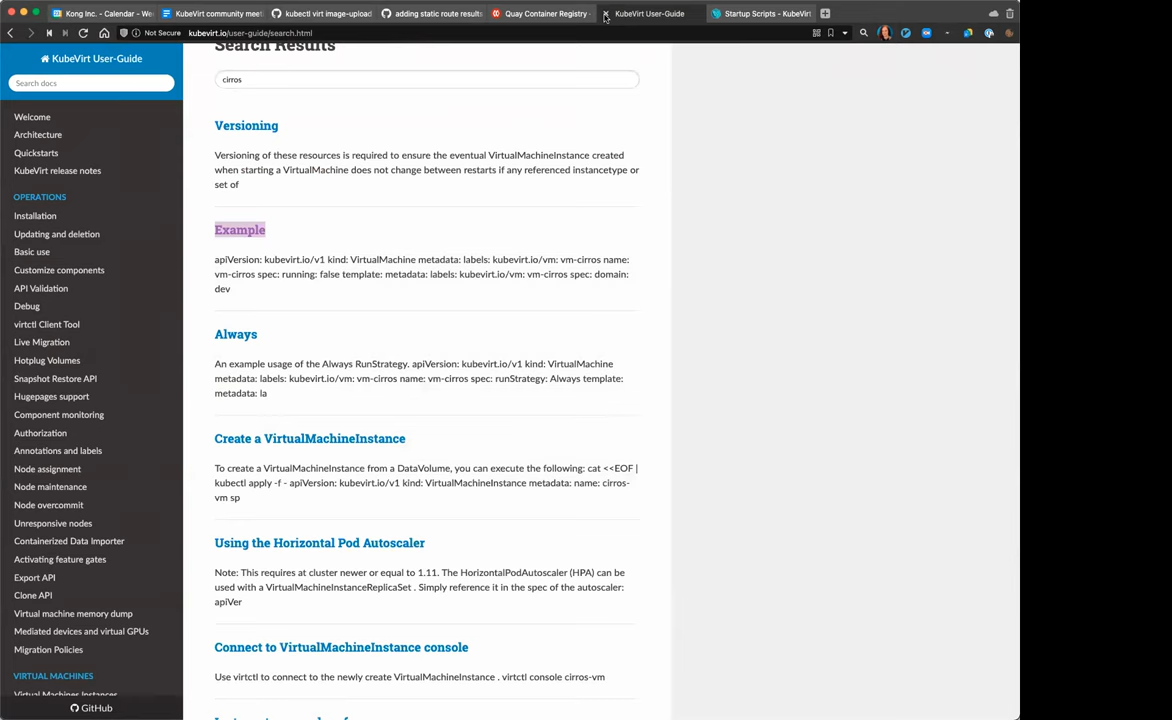 Kong Inc. - Calendar - We
KubeVirt community meet
kubectl virt image-upload
adding static route results
Quay Container Registry -
KubeVirt User-Guide
Startup Scripts - KubeVirt
Not Secure
kubevirt.io/user-guide/search.html
KubeVirt User-Guide
Search docs
Welcome
Architecture
Quickstarts
KubeVirt release notes
OPERATIONS
Installation
Updating and deletion
Basic use
Customize components
API Validation
Debug
virtctl Client Tool
Live Migration
Hotplug Volumes
Snapshot Restore API
Hugepages support
Component monitoring
Authorization
Annotations and labels
Node assignment
Node maintenance
Node overcommit
Unresponsive nodes
Containerized Data Importer
Activating feature gates
Export API
Clone API
Virtual machine memory dump
Mediated devices and virtual GPUs
Migration Policies
VIRTUAL MACHINES
Virtual Machines Instances
GitHub
Search Results
cirros
Versioning
Versioning of these resources is required to ensure the eventual VirtualMachineInstance created
when starting a VirtualMachine does not change between restarts if any referenced instancetype or
set of
Example
apiVersion: kubevirt.io/v1 kind: VirtualMachine metadata: labels: kubevirt.io/vm: vm-cirros name:
vm-cirros spec: running: false template: metadata: labels: kubevirt.io/vm: vm-cirros spec: domain:
dev
Always
An example usage of the Always RunStrategy. apiVersion: kubevirt.io/v1 kind: VirtualMachine
metadata: labels: kubevirt.io/vm: vm-cirros name: vm-cirros spec: runStrategy: Always template:
metadata: la
Create a VirtualMachineInstance
To create a VirtualMachineInstance from a DataVolume, you can execute the following: cat <<EOF |
kubectl apply -f - apiVersion: kubevirt.io/v1 kind: VirtualMachineInstance metadata: name: cirros-
vm sp
Using the Horizontal Pod Autoscaler
Note: This requires at cluster newer or equal to 1.11. The HorizontalPodAutoscaler (HPA) can be
used with a VirtualMachineInstanceReplicaSet . Simply reference it in the spec of the autoscaler:
apiVer
Connect to VirtualMachineInstance console
Use virtctl to connect to the newly create VirtualMachineInstance . virtctl console cirros-vm